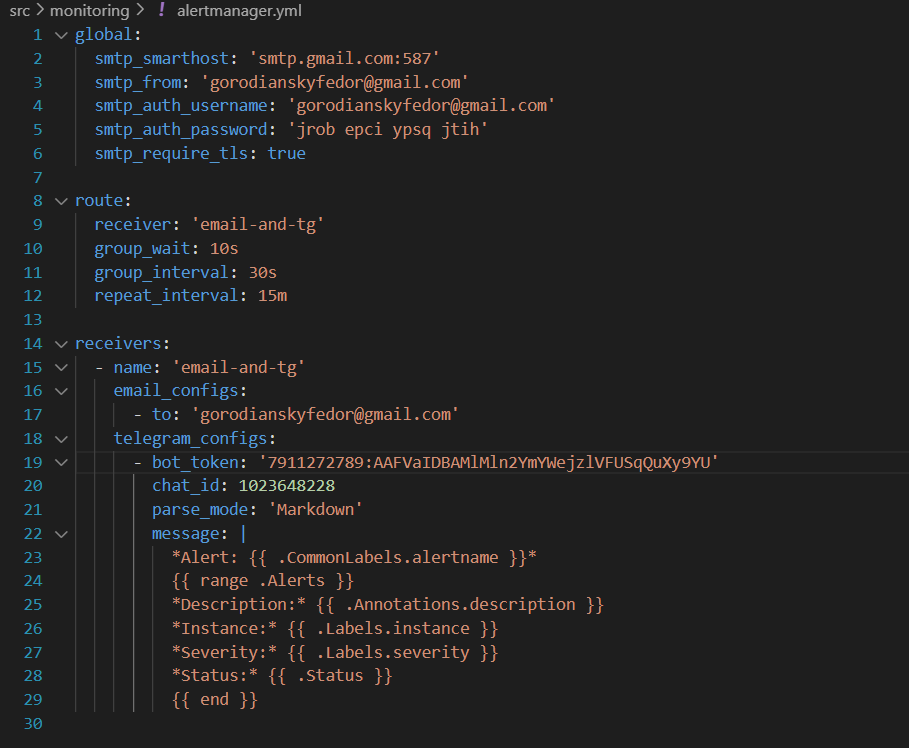 src > monitoring > ! alertmanager.yml
1 global:
2 smtp_smarthost: 'smtp.gmail.com:587'
3 smtp_from: 'gorodianskyfedor@gmail.com'
4 smtp_auth_username: 'gorodianskyfedor@gmail.com'
5 smtp_auth_password: 'jrob epci ypsq jtih'
6 smtp_require_tls: true
7
8 route:
9 receiver: 'email-and-tg'
10 group_wait: 10s
11 group_interval: 30s
12 repeat_interval: 15m
13
14 receivers:
15 - name: 'email-and-tg'
16 email_configs:
17 - to: 'gorodianskyfedor@gmail.com'
18 telegram_configs:
19 - bot_token: '7911272789:AAFVaIDBAMlMln2YmYWejzlVFUSqQuXy9YU'
20 chat_id: 1023648228
21 parse_mode: 'Markdown'
22 message: |
23 *Alert: {{ .CommonLabels.alertname }}*
24 {{ range .Alerts }}
25 *Description:* {{ .Annotations.description }}
26 *Instance:* {{ .Labels.instance }}
27 *Severity:* {{ .Labels.severity }}
28 *Status:* {{ .Status }}
29 {{ end }}
30